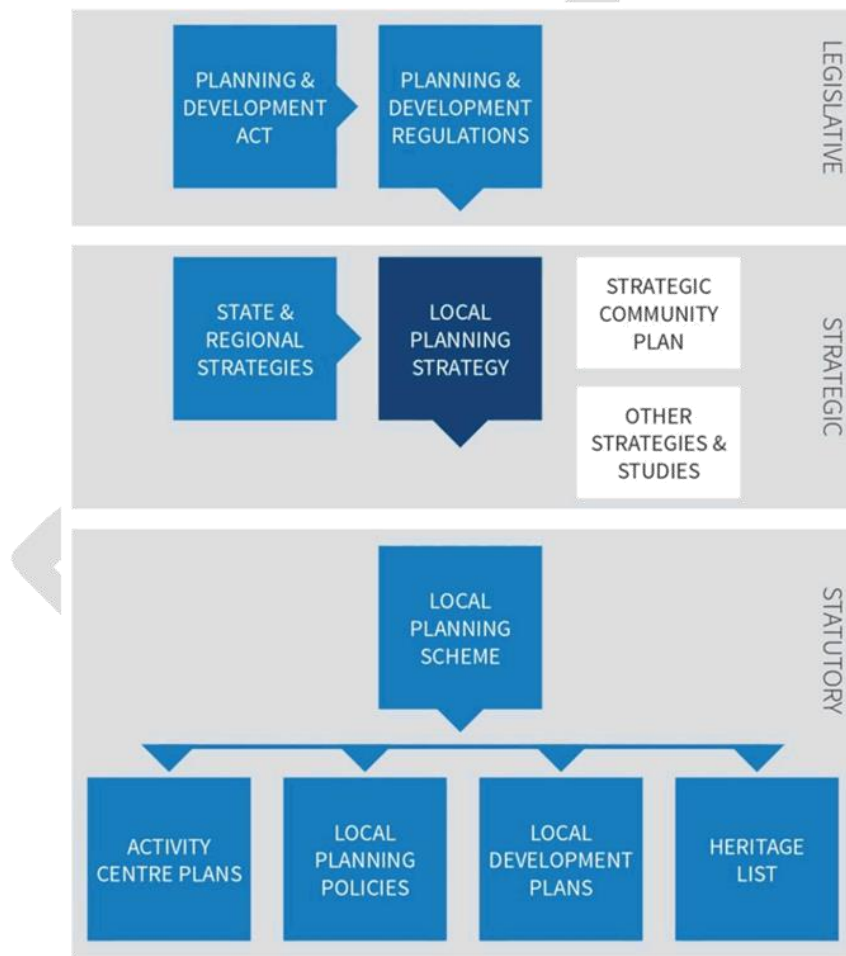 PLANNING &
DEVELOPMENT
ACT
PLANNING &
DEVELOPMENT
REGULATIONS
LEGISLATIVE
STATE &
REGIONAL
STRATEGIES
LOCAL
PLANNING
STRATEGY
STRATEGIC
COMMUNITY
PLAN
OTHER
STRATEGIES &
STUDIES
STRATEGIC
LOCAL
PLANNING
SCHEME
STATUTORY
ACTIVITY
CENTRE PLANS
LOCAL
PLANNING
POLICIES
LOCAL
DEVELOPMENT
PLANS
HERITAGE
LIST